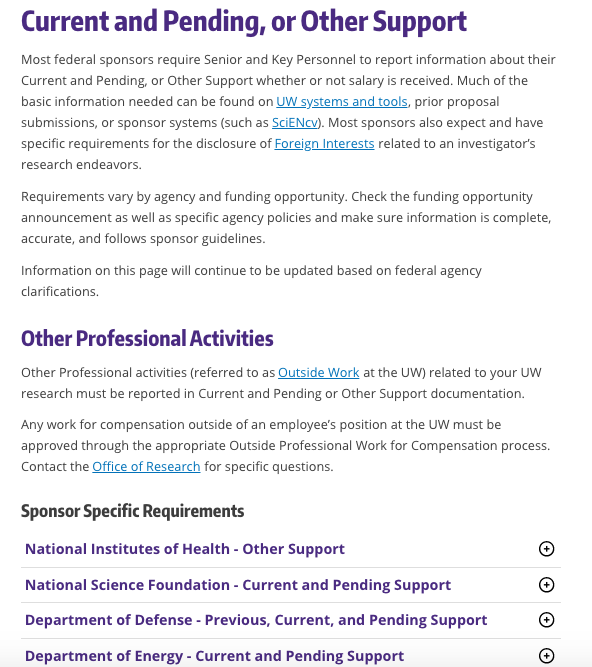 Current and Pending, or Other Support
Most federal sponsors require Senior and Key Personnel to report information about their
Current and Pending, or Other Support whether or not salary is received. Much of the
basic information needed can be found on UW systems and tools, prior proposal
submissions, or sponsor systems (such as SciENcv). Most sponsors also expect and have
specific requirements for the disclosure of Foreign Interests related to an investigator's
research endeavors.
Requirements vary by agency and funding opportunity. Check the funding opportunity
announcement as well as specific agency policies and make sure information is complete,
accurate, and follows sponsor guidelines.
Information on this page will continue to be updated based on federal agency
clarifications.
Other Professional Activities
Other Professional activities (referred to as Outside Work at the UW) related to your UW
research must be reported in Current and Pending or Other Support documentation.
Any work for compensation outside of an employee's position at the UW must be
approved through the appropriate Outside Professional Work for Compensation process.
Contact the Office of Research for specific questions.
Sponsor Specific Requirements
National Institutes of Health - Other Support
National Science Foundation - Current and Pending Support
Department of Defense - Previous, Current, and Pending Support
Department of Energy - Current and Pending Support